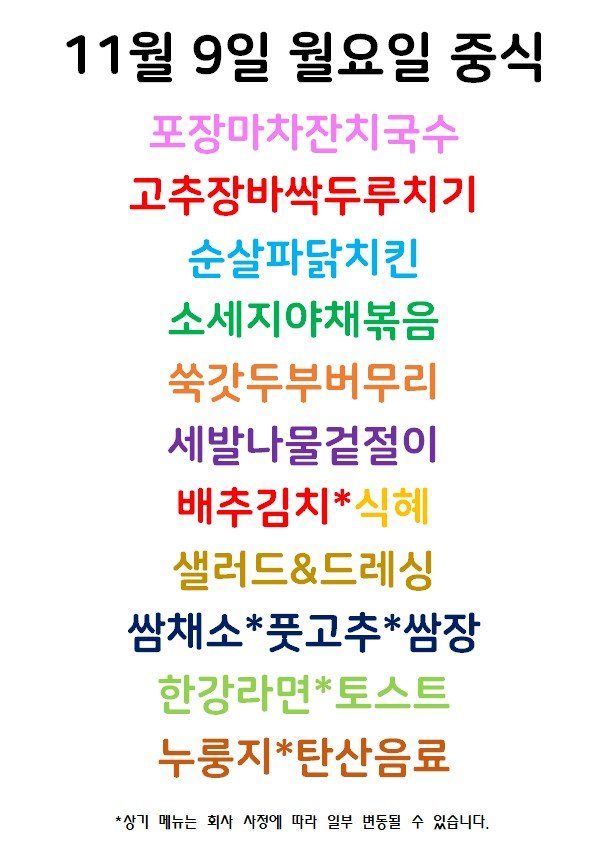 11월 9일 월요일 중식
포장마차잔치국수
고추장바싹두루치기
순살파닭치킨
소세지야채볶음
쑥갓두부버무리
세발나물겉절이
배추김치*식혜
샐러드&드레싱
쌈채소*풋고추*쌈장
한강라면*토스트
누룽지*탄산음료
*상기 메뉴는 회사 사정에 따라 일부 변동될 수 있습니다.